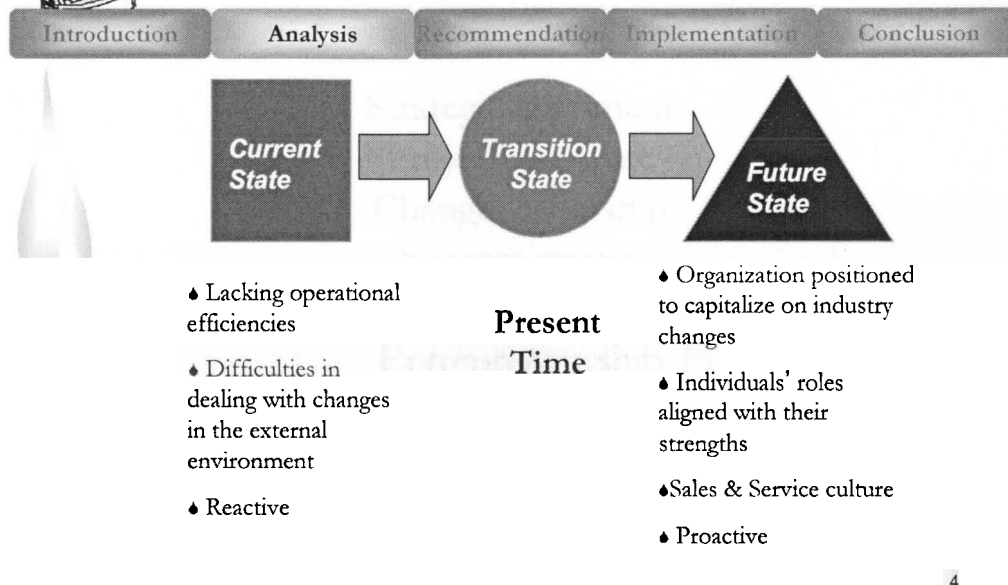 Introduction
Analysis
Recommendation
Implementation
Conclusion
Current
State
Transition
State
Future
State
Lacking operational
efficiencies
Difficulties in
dealing with changes
in the external
environment
Reactive
Present
Time
Organization positioned
to capitalize on industry
changes
Individuals' roles
aligned with their
strengths
Sales & Service culture
Proactive
4